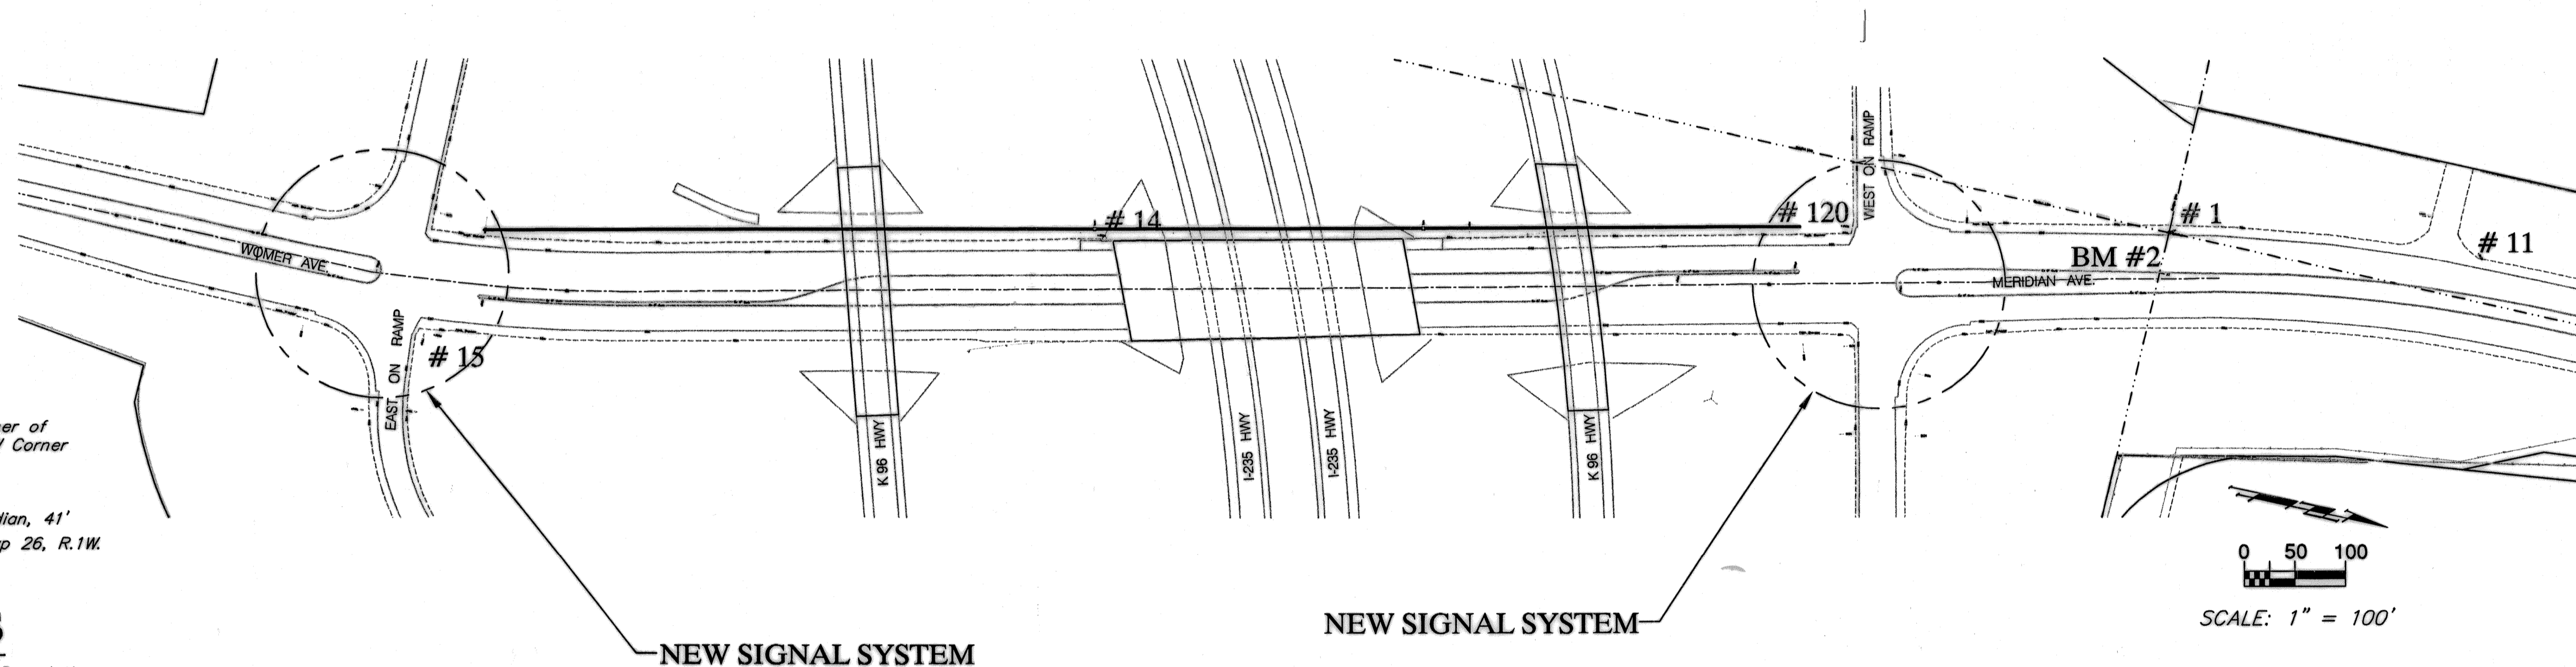 WEST ON RAMP
# 14
# 120
# 1
# 11
BM #2
WOMER AVE.
MERIDIAN AVE.
EAST ON RAMP
# 15
K 96 HWY
I-235 HWY
I-235 HWY
K 96 HWY
er of
Corner
dian, 41'
p 26, R.1W.
0 50 100
SCALE: 1" = 100'
NEW SIGNAL SYSTEM
NEW SIGNAL SYSTEM